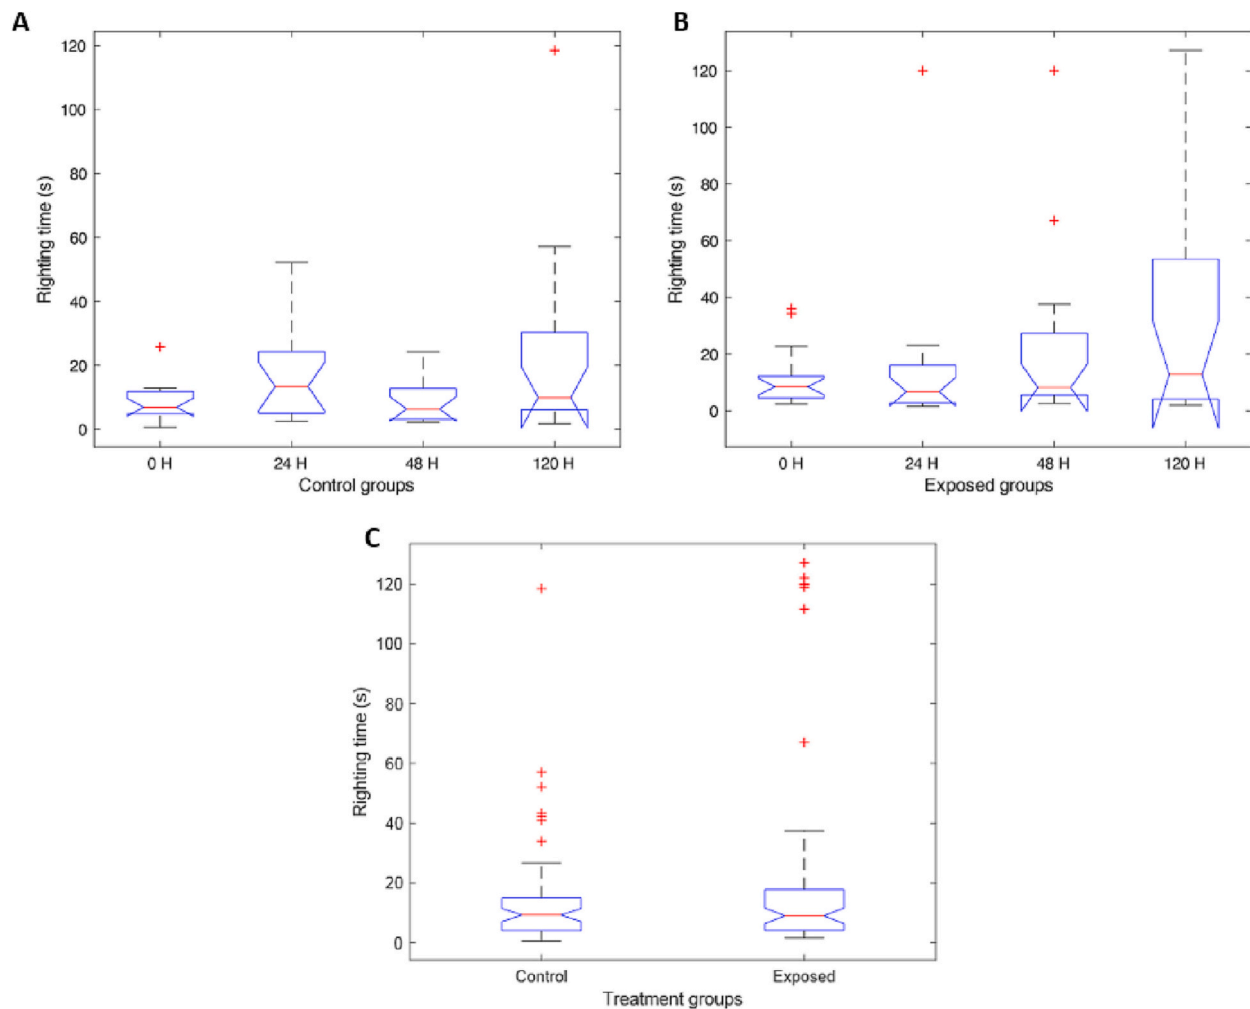 A
Righting time (s)
120
100
80
60
40
20
0
0 H 24 H 48 H 120 H
Control groups
B
Righting time (s)
120
100
80
60
40
20
0
0 H 24 H 48 H 120 H
Exposed groups
C
Righting time (s)
120
100
80
60
40
20
0
Control Exposed
Treatment groups